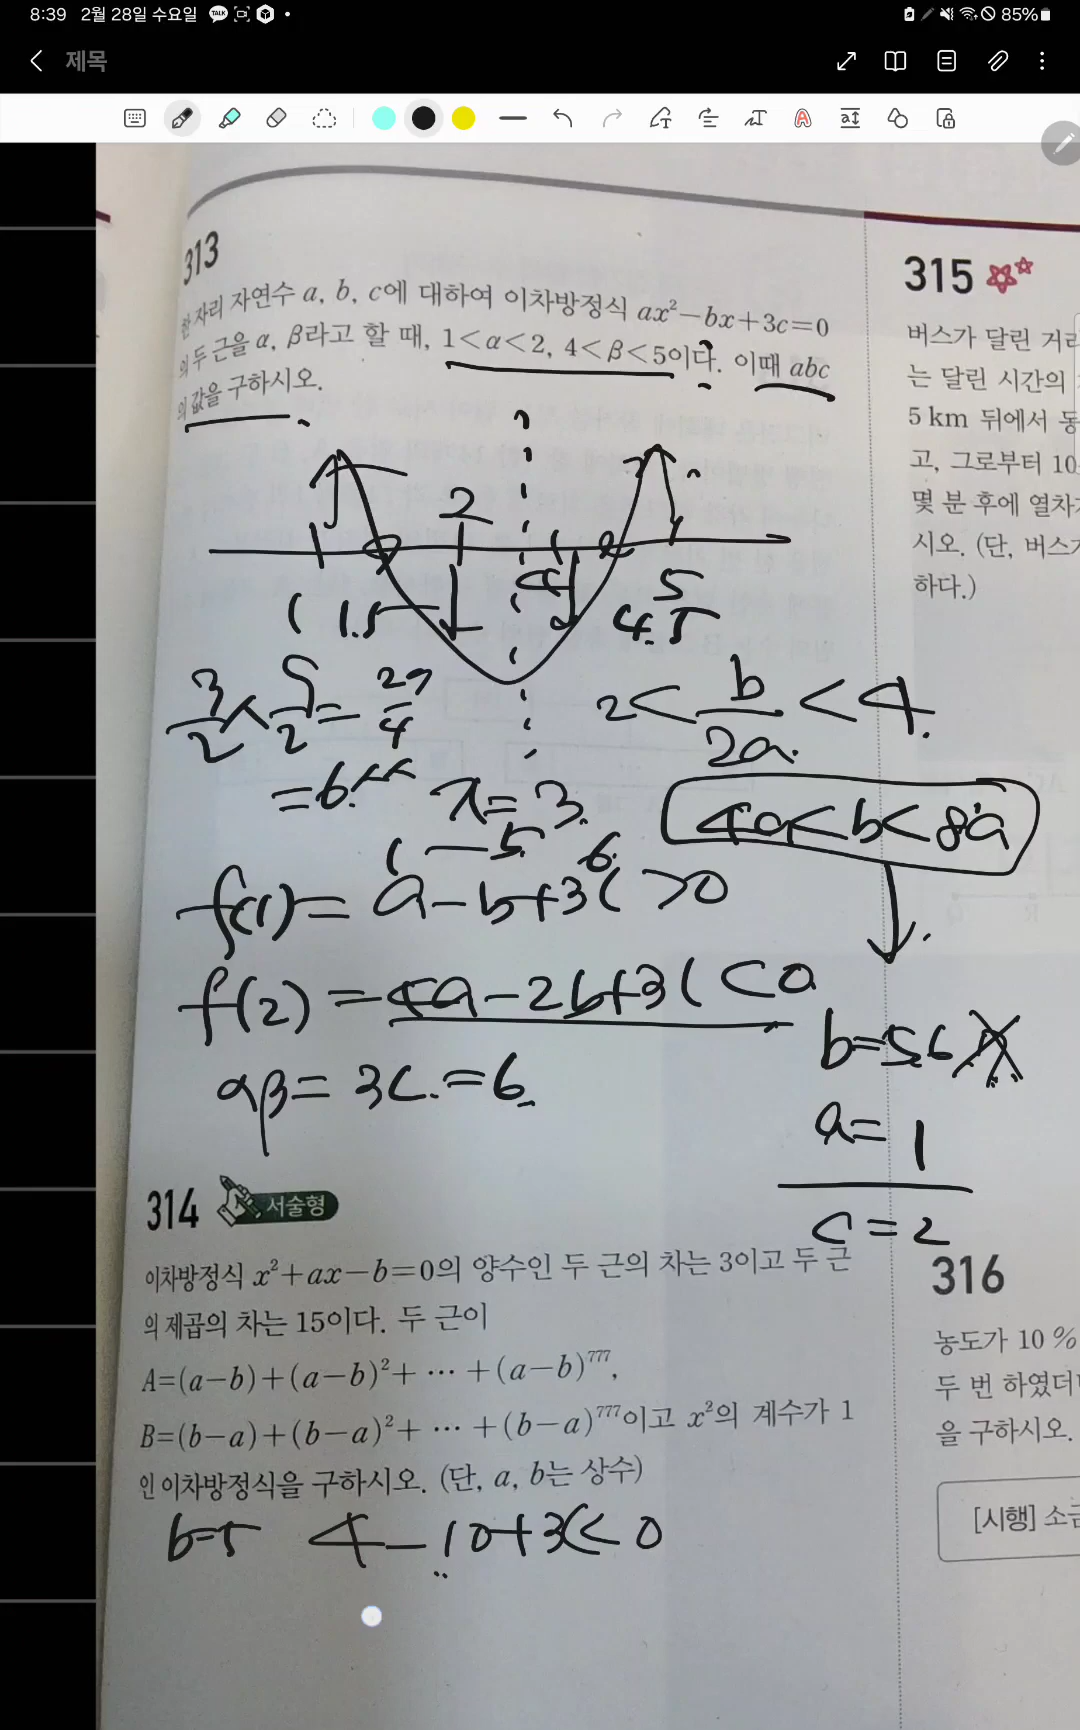 8:39 2월 28일 수요일 TALK 85%
제목
313
한 자리 자연수 a, b, c에 대하여 이차방정식 ax²-bx+3c=0
의 두 근을 α, β라고 할 때, 1<α<2, 4<β<5이다. 이때 abc
의 값을 구하시오.
2
1 1.5 4 4.5 5
2< b/2a <4
x=3
1 - 5 6
4a<b<8a
f(1)= a-b+3c >0
f(2)=4a-2b+3c <0
b=5,6
αβ= 3c =6
a= 1
c=2
314 서술형
이차방정식 x²+ax-b=0의 양수인 두 근의 차는 3이고 두 근
의 제곱의 차는 15이다. 두 근이
A=(a-b)+(a-b)²+ ··· +(a-b)⁷⁷⁷,
B=(b-a)+(b-a)²+ ··· +(b-a)⁷⁷⁷이고 x²의 계수가 1
인 이차방정식을 구하시오. (단, a, b는 상수)
b=5 4-10+3c<0
315
버스가 달린 거리
는 달린 시간의
5 km 뒤에서 동
고, 그로부터 10
몇 분 후에 열차가
시오. (단, 버스
하다.)
316
농도가 10 %
두 번 하였더니
을 구하시오.
[시행] 소금